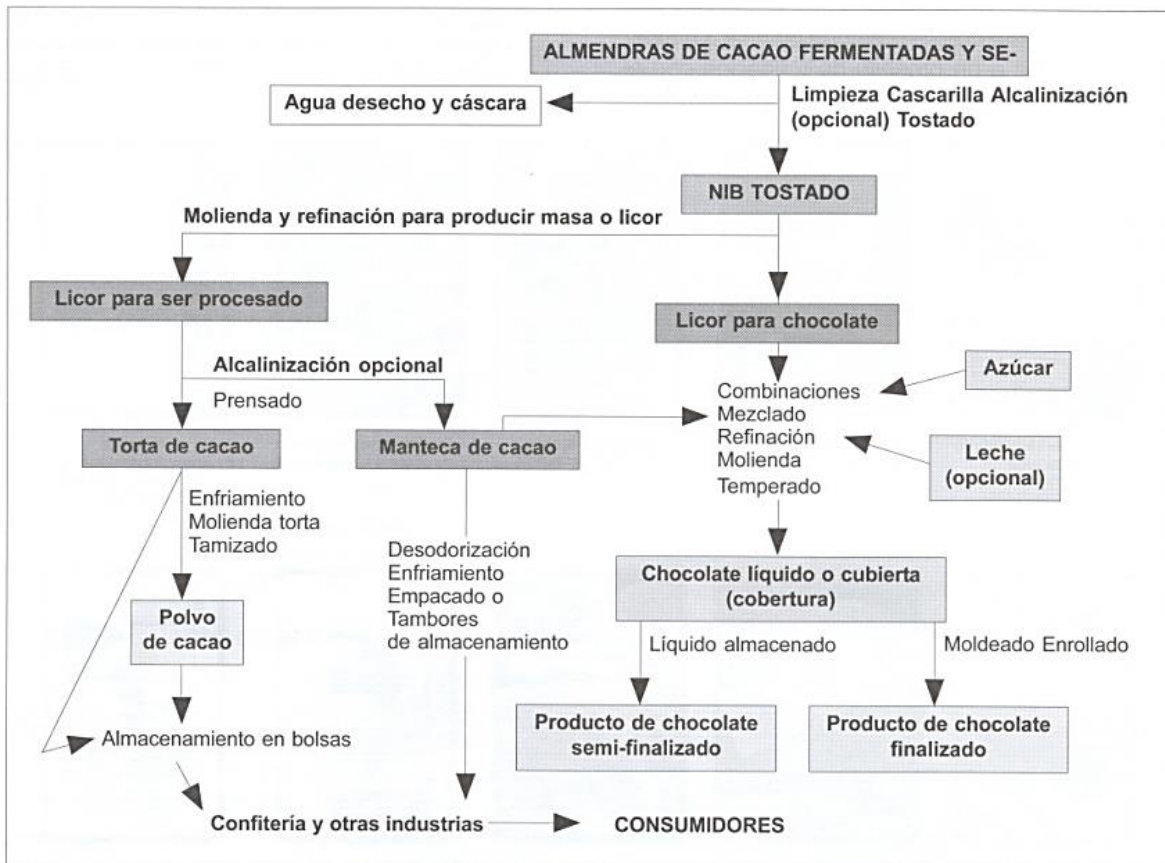 ALMENDRAS DE CACAO FERMENTADAS Y SE-
Agua desecho y cáscara
Limpieza Cascarilla Alcalinización
(opcional) Tostado
NIB TOSTADO
Molienda y refinación para producir masa o licor
Licor para ser procesado
Licor para chocolate
Alcalinización opcional
Prensado
Azúcar
Combinaciones
Mezclado
Refinación
Molienda
Temperado
Leche
(opcional)
Torta de cacao
Manteca de cacao
Enfriamiento
Molienda torta
Tamizado
Desodorización
Enfriamiento
Empacado o
Tambores
de almacenamiento
Chocolate líquido o cubierta
(cobertura)
Polvo
de cacao
Líquido almacenado
Moldeado Enrollado
Producto de chocolate
semi-finalizado
Producto de chocolate
finalizado
Almacenamiento en bolsas
Confitería y otras industrias
CONSUMIDORES